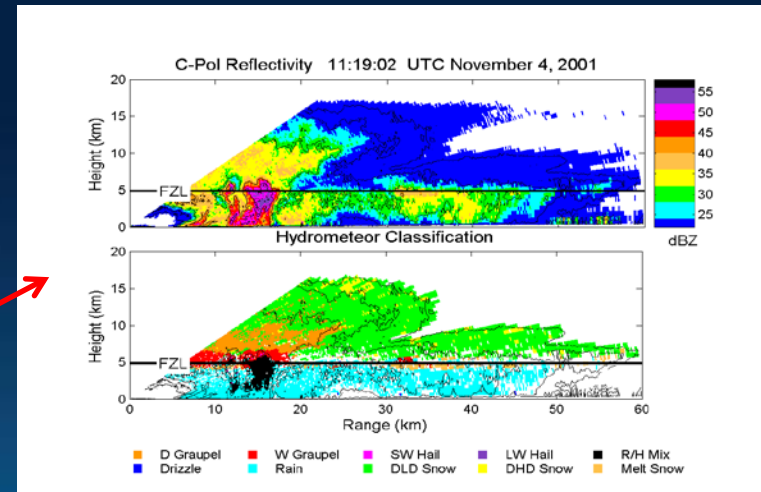 C-Pol Reflectivity 11:19:02 UTC November 4, 2001
20
15
10
5
0
Height (km)
FZL
55
50
45
40
35
30
25
dBZ
Hydrometeor Classification
20
15
10
5
0
Height (km)
FZL
0 10 20 30 40 50 60
Range (km)
D Graupel W Graupel SW Hail LW Hail R/H Mix
Drizzle Rain DLD Snow DHD Snow Melt Snow